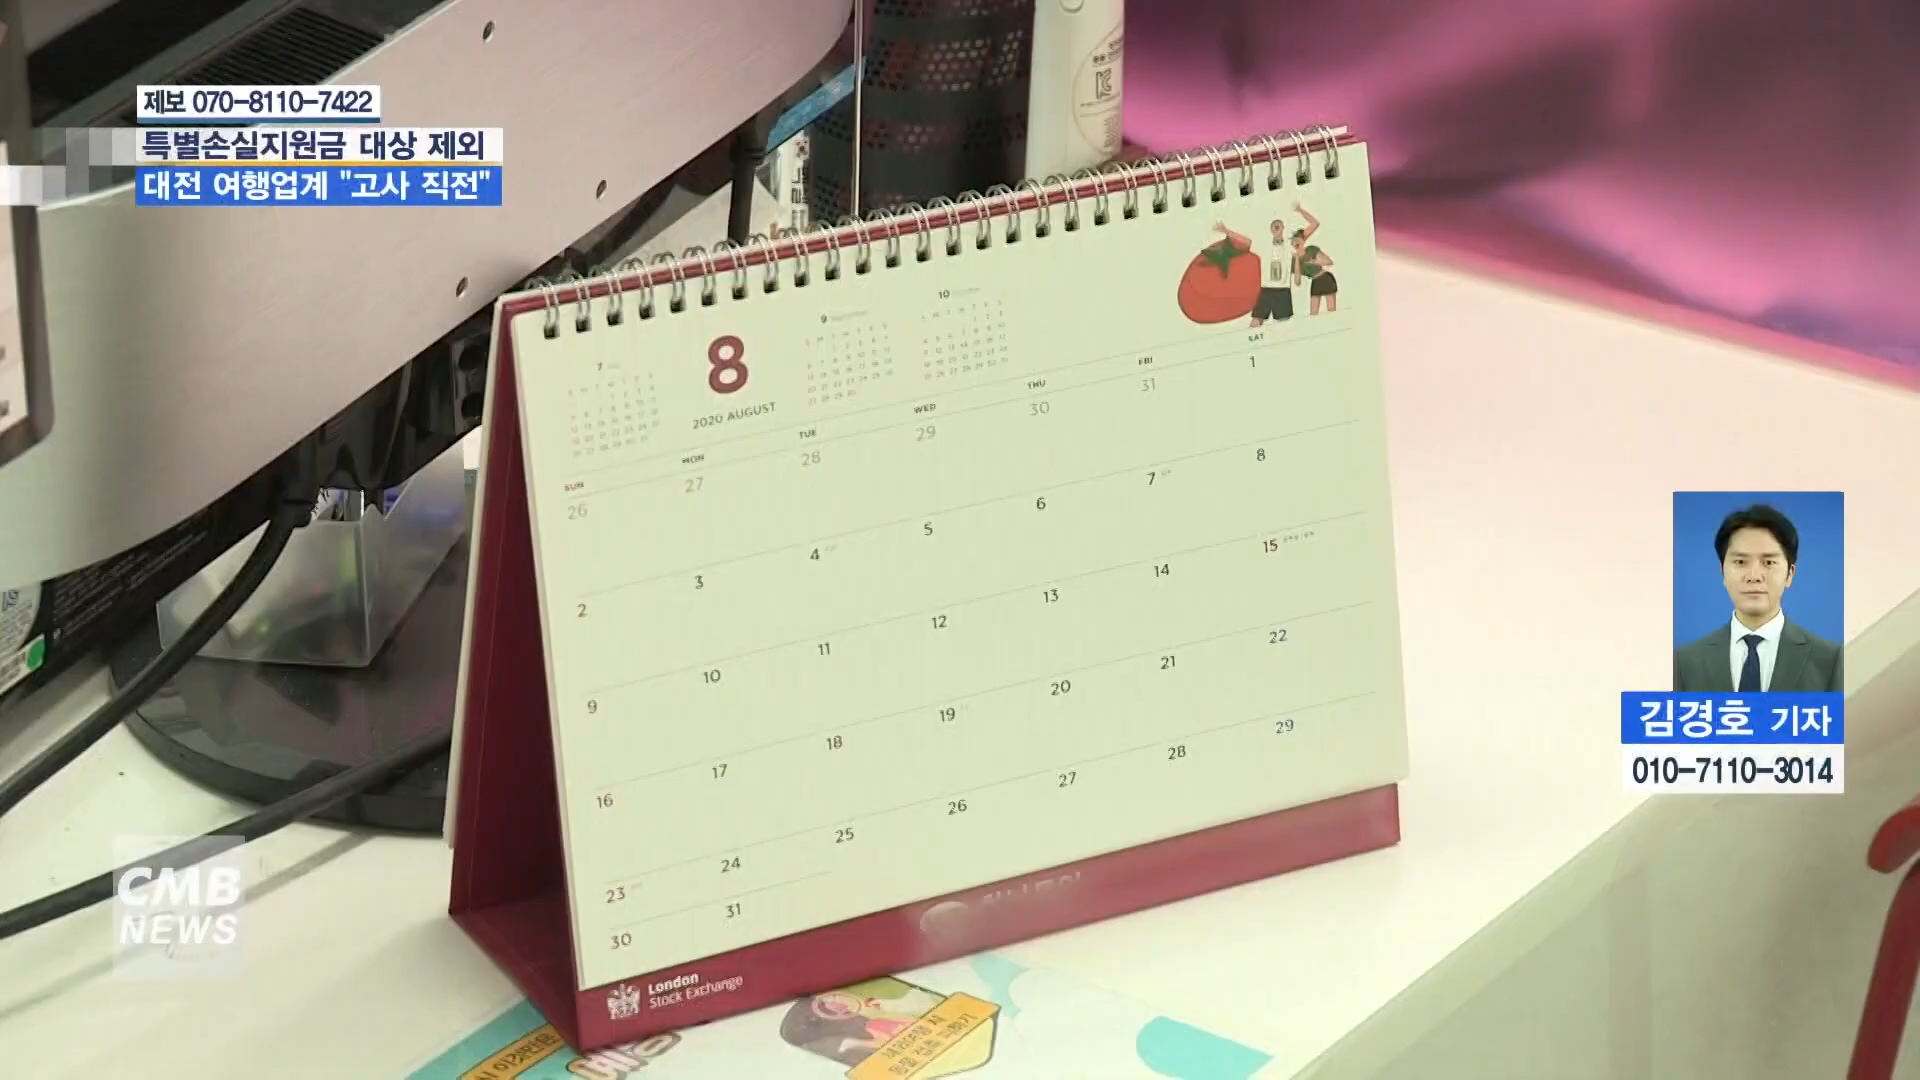 제보 070-8110-7422
특별손실지원금 대상 제외
대전 여행업계 "고사 직전"
7
8
2020 AUGUST
9
10
SUN MON TUE WED THU FRI SAT
26 27 28 29 30 31 1
2 3 4 5 6 7 8
9 10 11 12 13 14 15
16 17 18 19 20 21 22
23 24 25 26 27 28 29
30 31
London
Stock Exchange
김경호 기자
010-7110-3014
CMB
NEWS